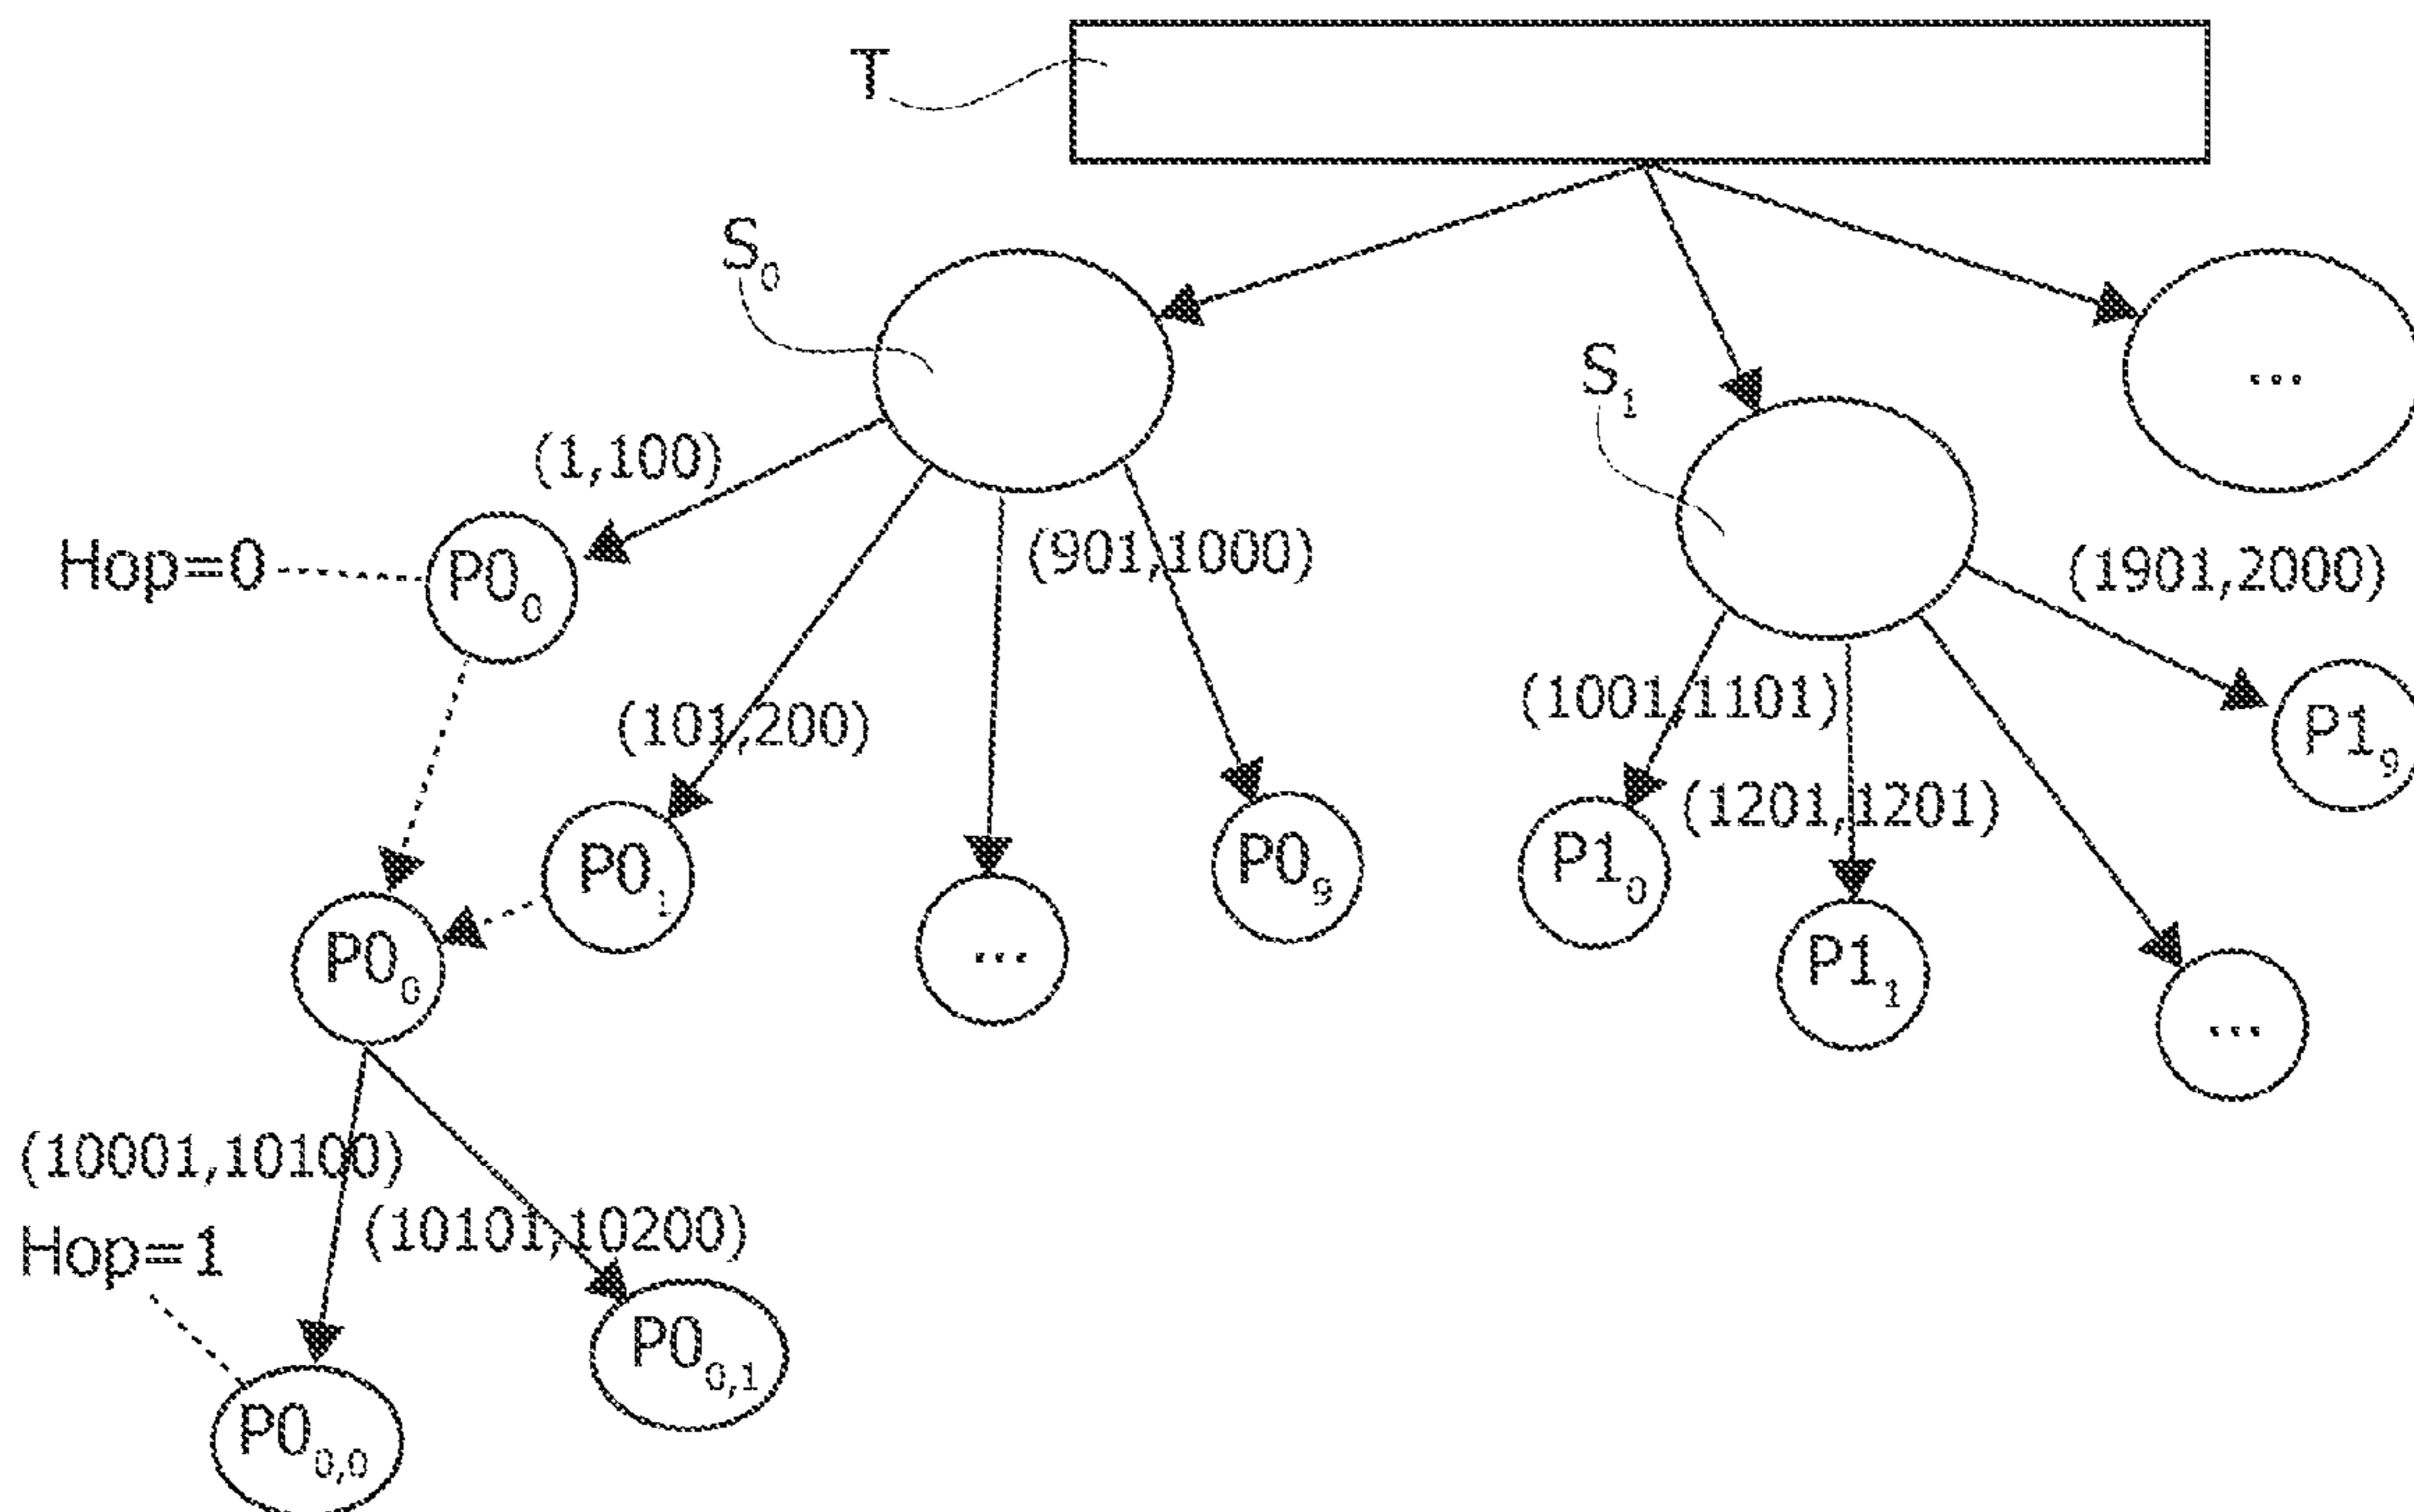 T
S0
S1
...
(1,100)
(901,1000)
Hop=0
P00
(1901,2000)
(101,200)
(1001,1101)
P19
(1201,1201)
P01
P09
P10
P00
...
P11
...
(10001,10100)
(10101,10200)
Hop=1
P00,1
P00,0